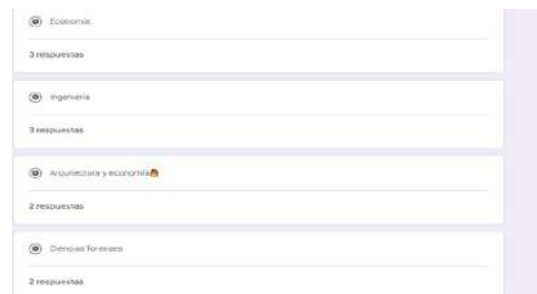 Economía.
3 respuestas
Ingeniería
3 respuestas
Arquitectura y economía🙈
2 respuestas
Ciencias forenses
2 respuestas